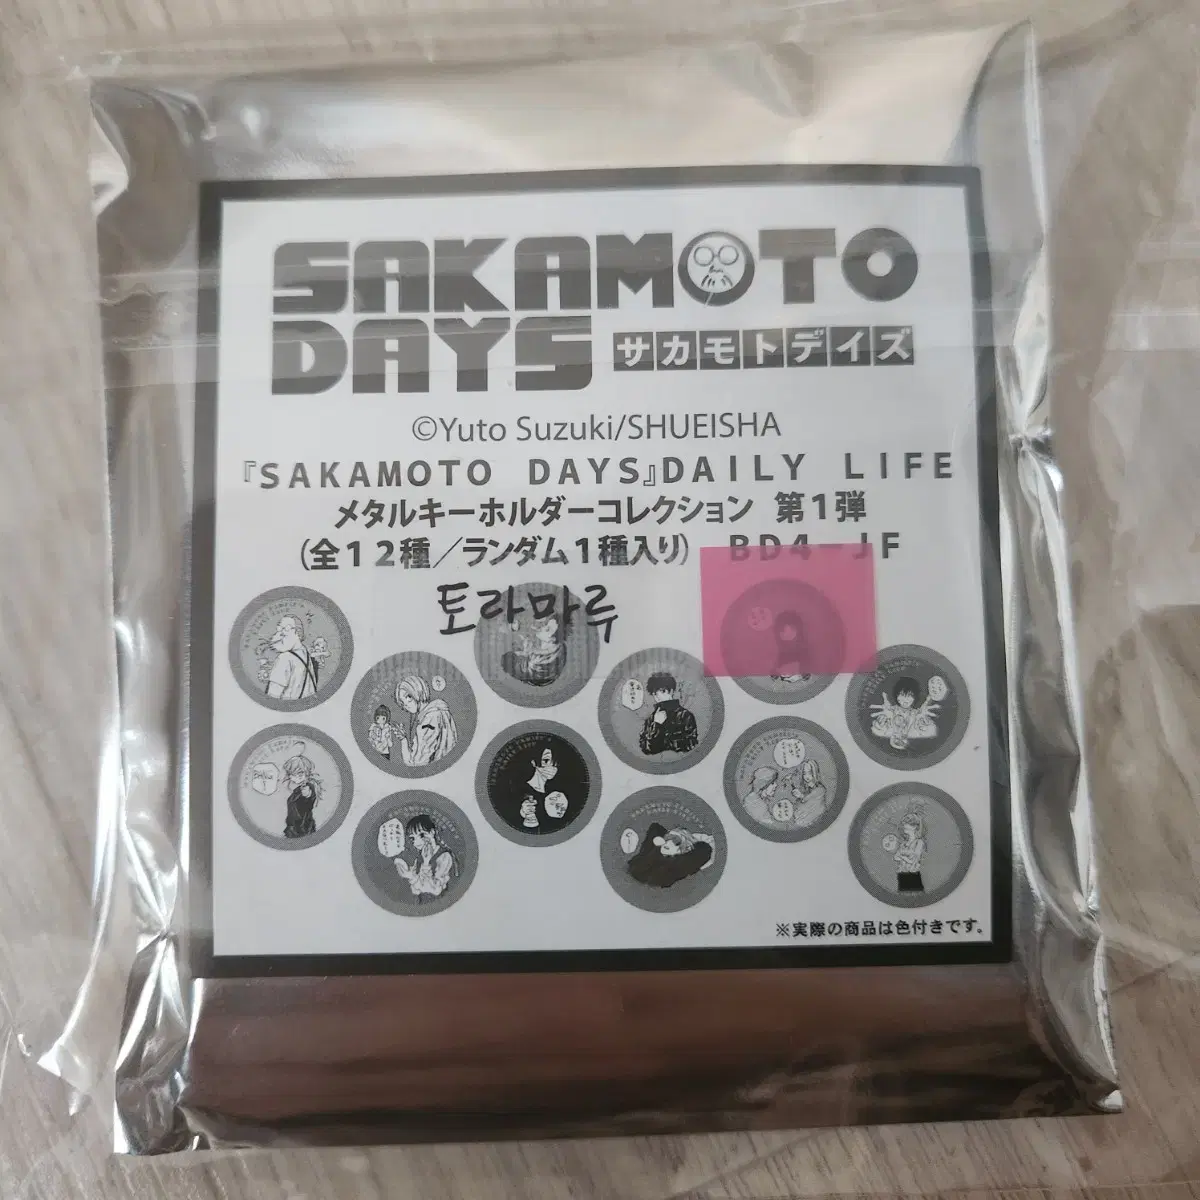 SAKAMOTO
DAYS サカモトデイズ
©Yuto Suzuki/SHUEISHA
『SAKAMOTO DAYS』DAILY LIFE
メタルキーホルダーコレクション 第1弾
(全12種/ランダム1種入り) BD4-JF
토라마루
※実際の商品は色付きです。